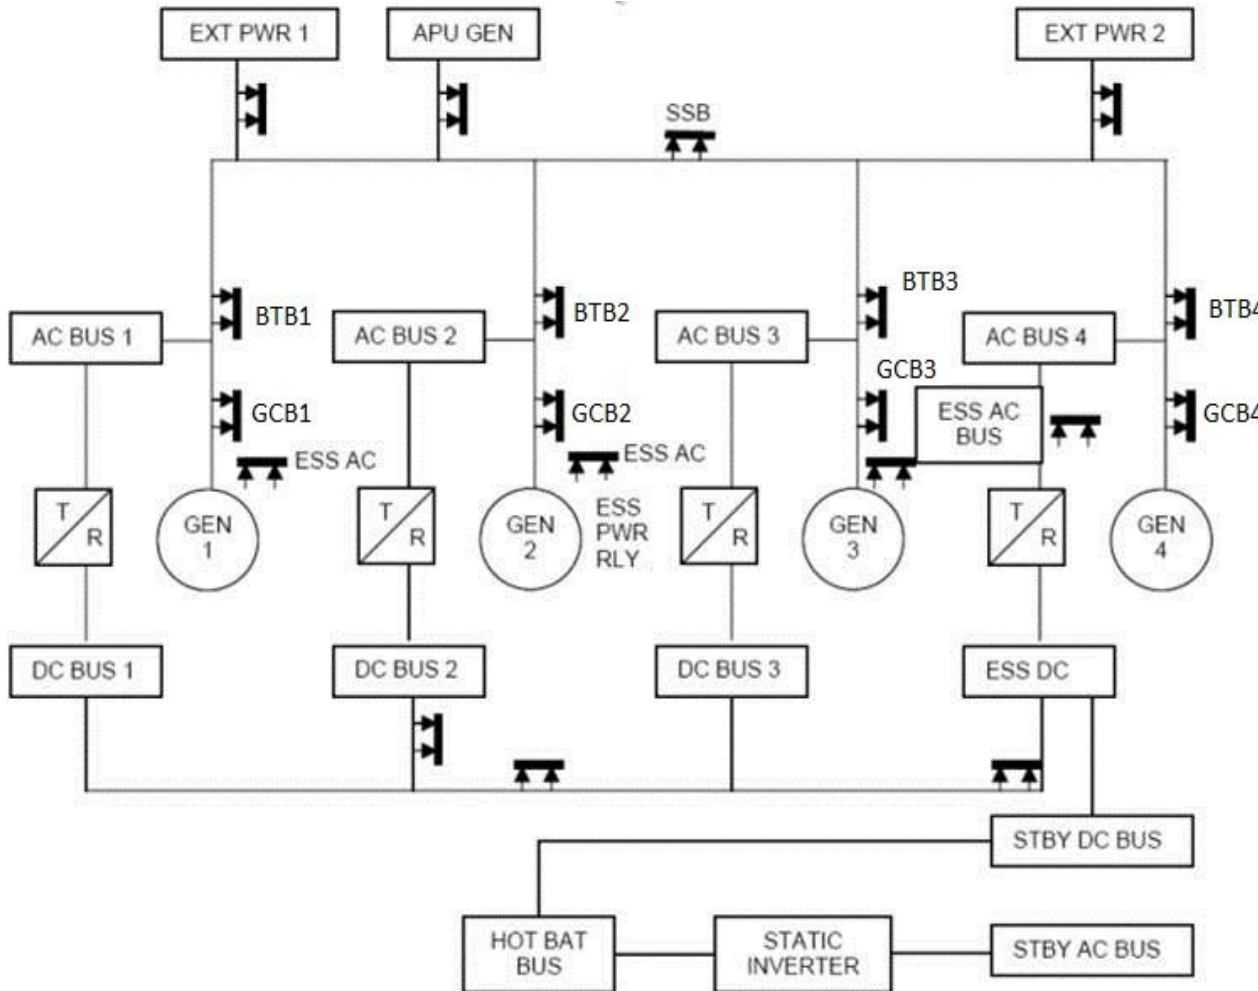 EXT PWR 1
APU GEN
EXT PWR 2
SSB
BTB1
BTB2
BTB3
BTB4
AC BUS 1
AC BUS 2
AC BUS 3
AC BUS 4
GCB1
GCB2
GCB3
GCB4
ESS AC
BUS
ESS AC
ESS AC
T
R
GEN
1
T
R
GEN
2
ESS
PWR
RLY
T
R
GEN
3
T
R
GEN
4
DC BUS 1
DC BUS 2
DC BUS 3
ESS DC
STBY DC BUS
HOT BAT
BUS
STATIC
INVERTER
STBY AC BUS